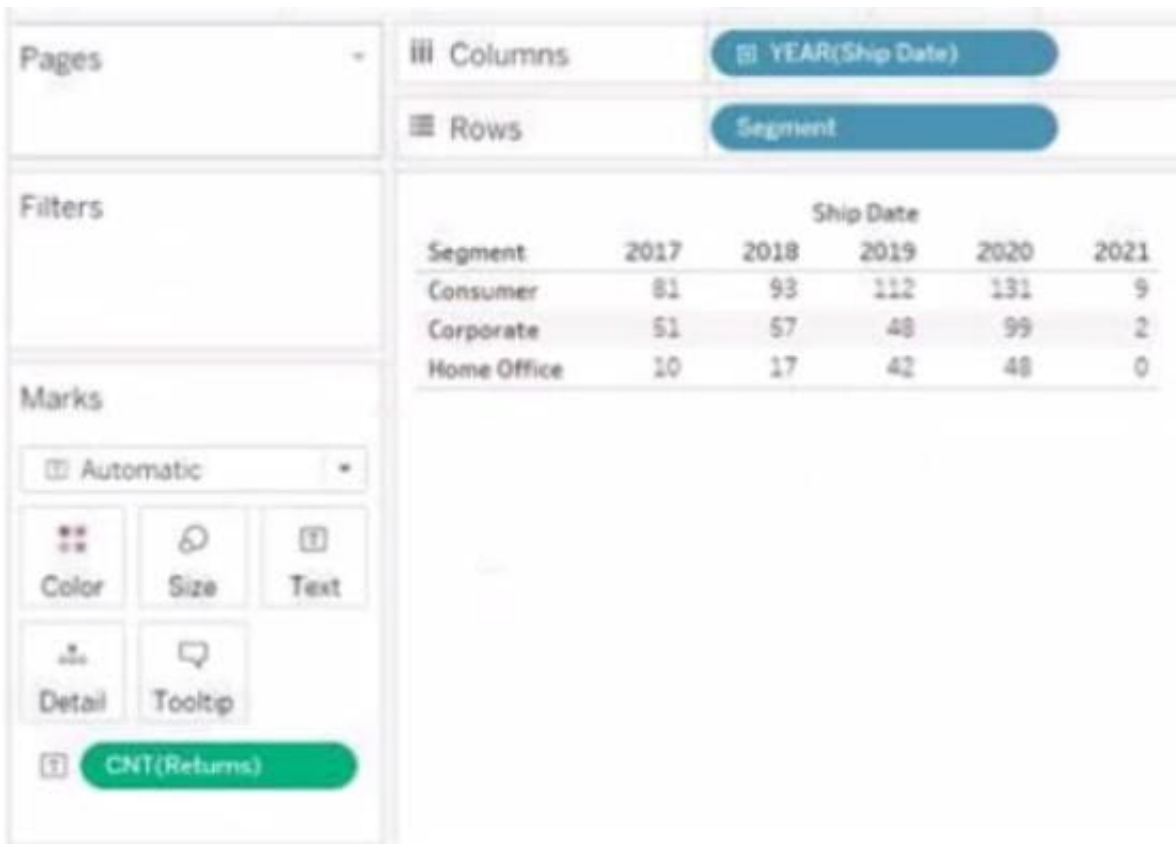 Pages
Columns
YEAR(Ship Date)
Rows
Segment
Filters
Ship Date
Segment 2017 2018 2019 2020 2021
Consumer 81 93 112 131 9
Corporate 51 57 48 99 2
Home Office 10 17 42 48 0
Marks
Automatic
Color Size Text
Detail Tooltip
CNT(Returns)